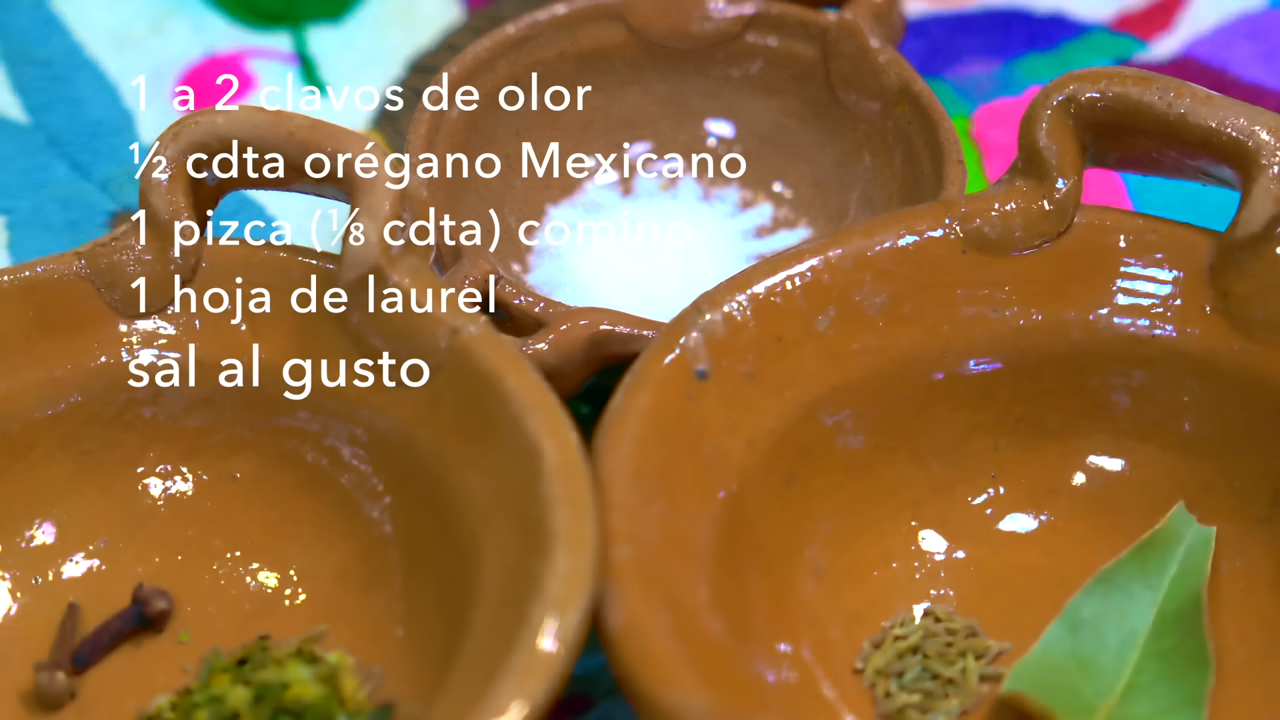 1 a 2 clavos de olor
½ cdta orégano Mexicano
1 pizca (⅛ cdta) comino
1 hoja de laurel
sal al gusto